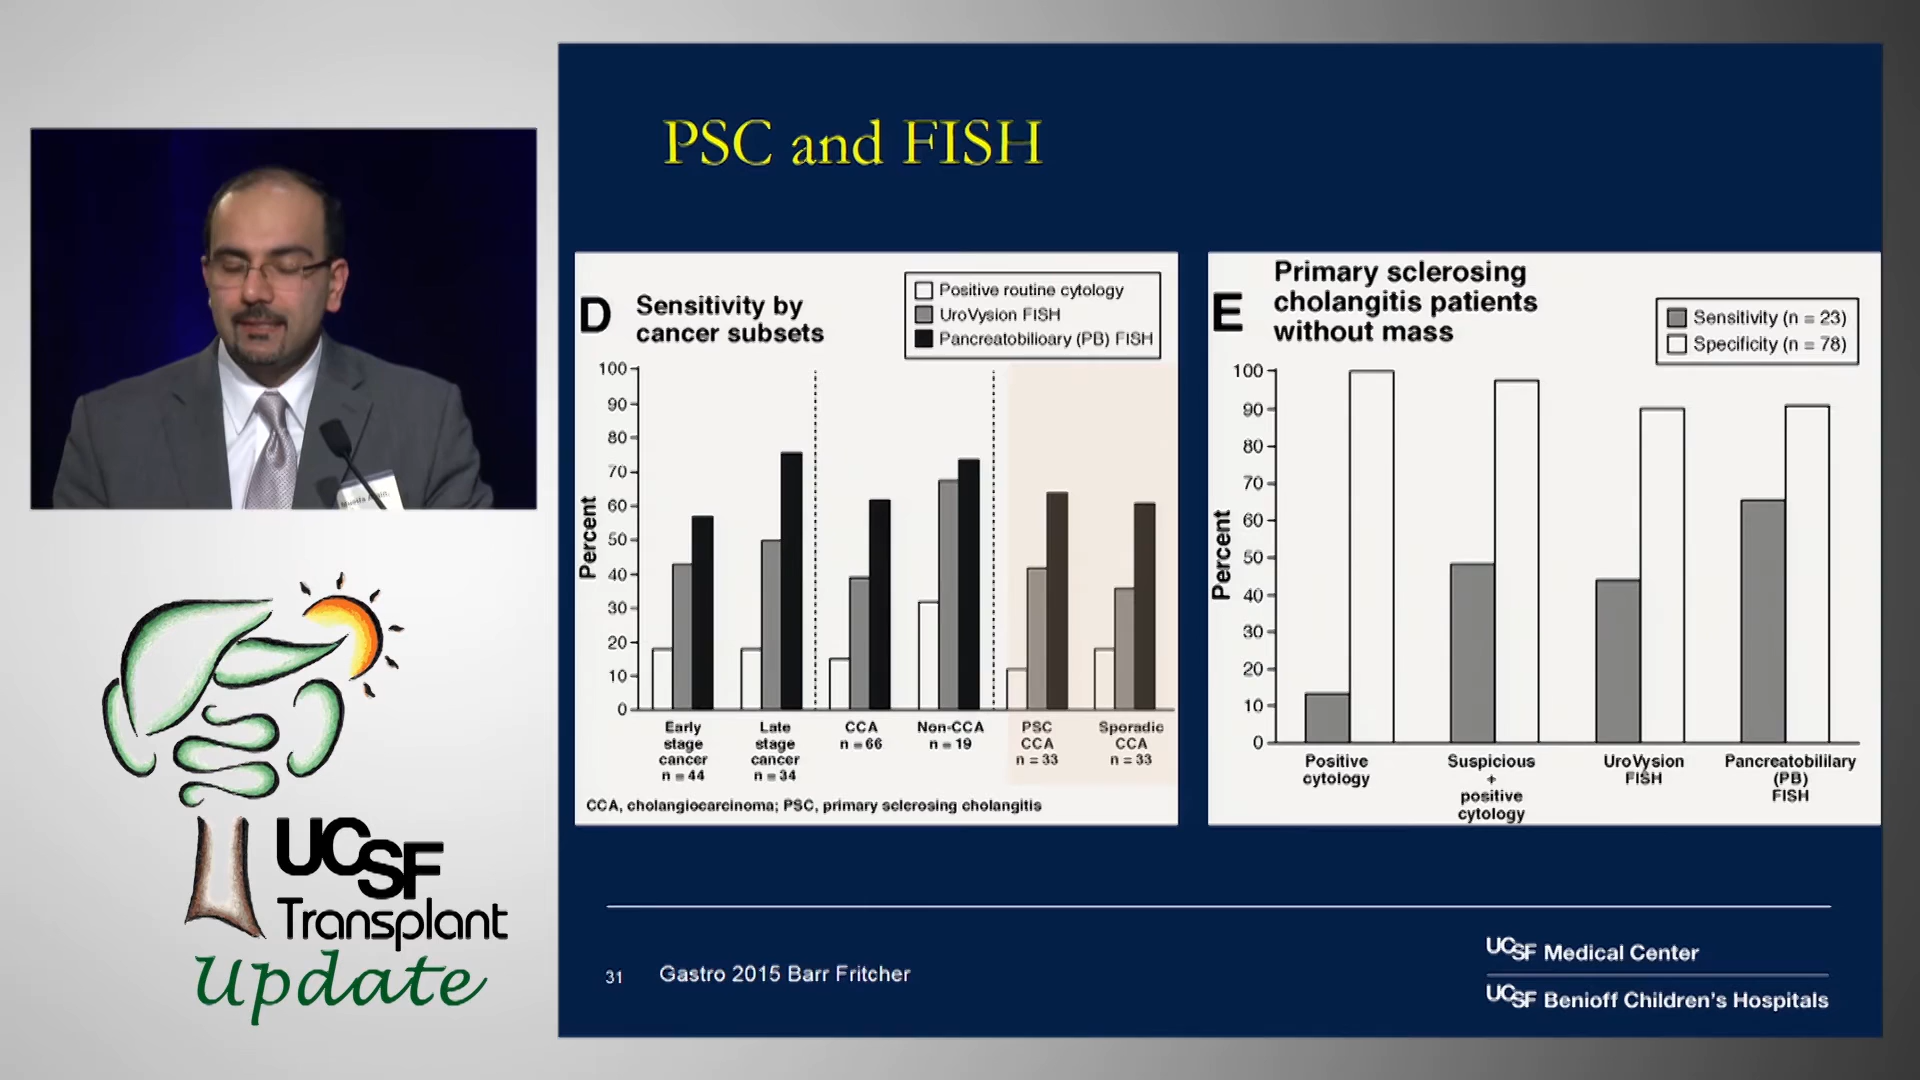 PSC and FISH
D
Sensitivity by
cancer subsets
Positive routine cytology
UroVysion FISH
Pancreatobilioary (PB) FISH
Percent
100
90
80
70
60
50
40
30
20
10
0
Early
stage
cancer
n = 44
Late
stage
cancer
n = 34
CCA
n = 66
Non-CCA
n = 19
PSC
CCA
n = 33
Sporadic
CCA
n = 33
CCA, cholangiocarcinoma; PSC, primary sclerosing cholangitis
E
Primary sclerosing
cholangitis patients
without mass
Sensitivity (n = 23)
Specificity (n = 78)
Percent
100
90
80
70
60
50
40
30
20
10
0
Positive
cytology
Suspicious
+
positive
cytology
UroVysion
FISH
Pancreatobililary
(PB)
FISH
31
Gastro 2015 Barr Fritcher
UCSF Medical Center
UCSF Benioff Children's Hospitals
UCSF
Transplant
Update